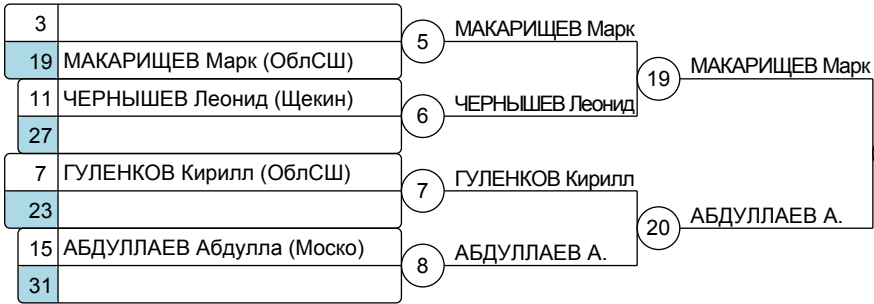 3
5
МАКАРИЩЕВ Марк
19 МАКАРИЩЕВ Марк (ОблСШ)
19
МАКАРИЩЕВ Марк
11 ЧЕРНЫШЕВ Леонид (Щекин)
6
ЧЕРНЫШЕВ Леонид
27
7 ГУЛЕНКОВ Кирилл (ОблСШ)
7
ГУЛЕНКОВ Кирилл
23
20
АБДУЛЛАЕВ А.
15 АБДУЛЛАЕВ Абдулла (Моско)
8
АБДУЛЛАЕВ А.
31